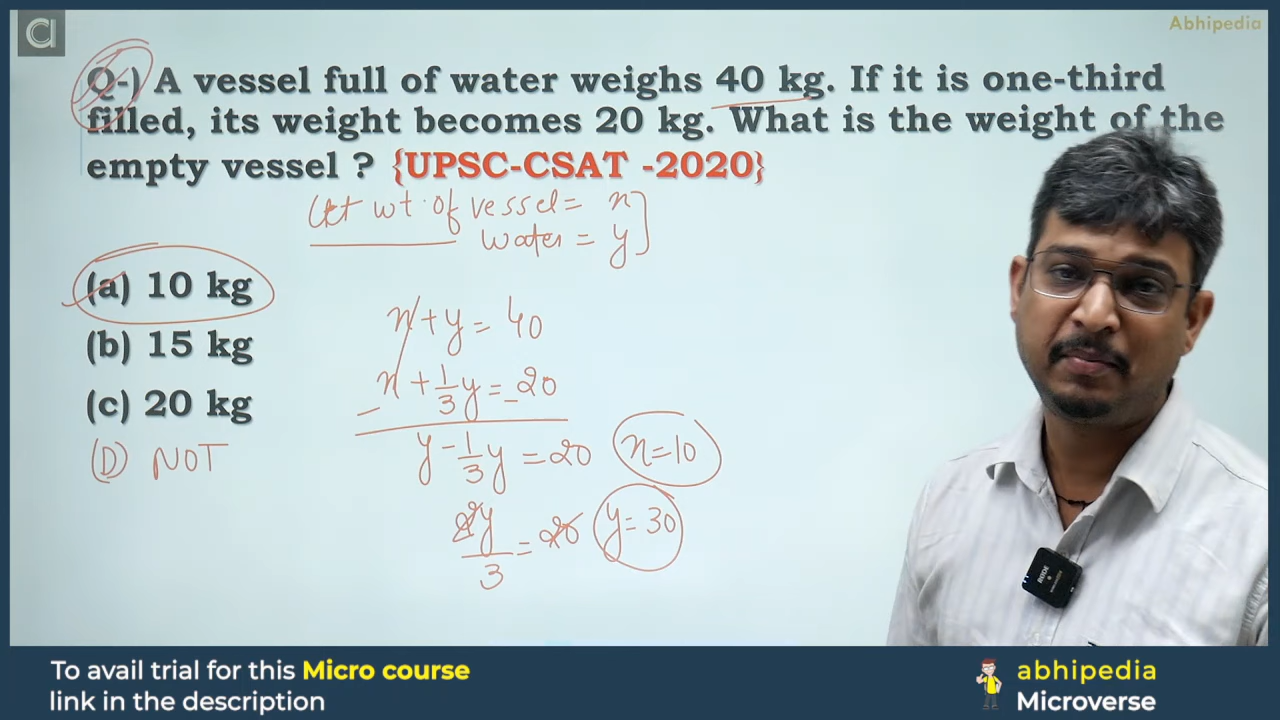 Abhipedia
Q-) A vessel full of water weighs 40 kg. If it is one-third
filled, its weight becomes 20 kg. What is the weight of the
empty vessel ? {UPSC-CSAT -2020}
Let wt. of vessel = x
water = y
(a) 10 kg
(b) 15 kg
(c) 20 kg
(D) NOT
x + y = 40
x + 1/3 y = 20
y - 1/3 y = 20
x = 10
2y/3 = 20
y = 30
RODE
To avail trial for this Micro course
link in the description
abhipedia
Microverse